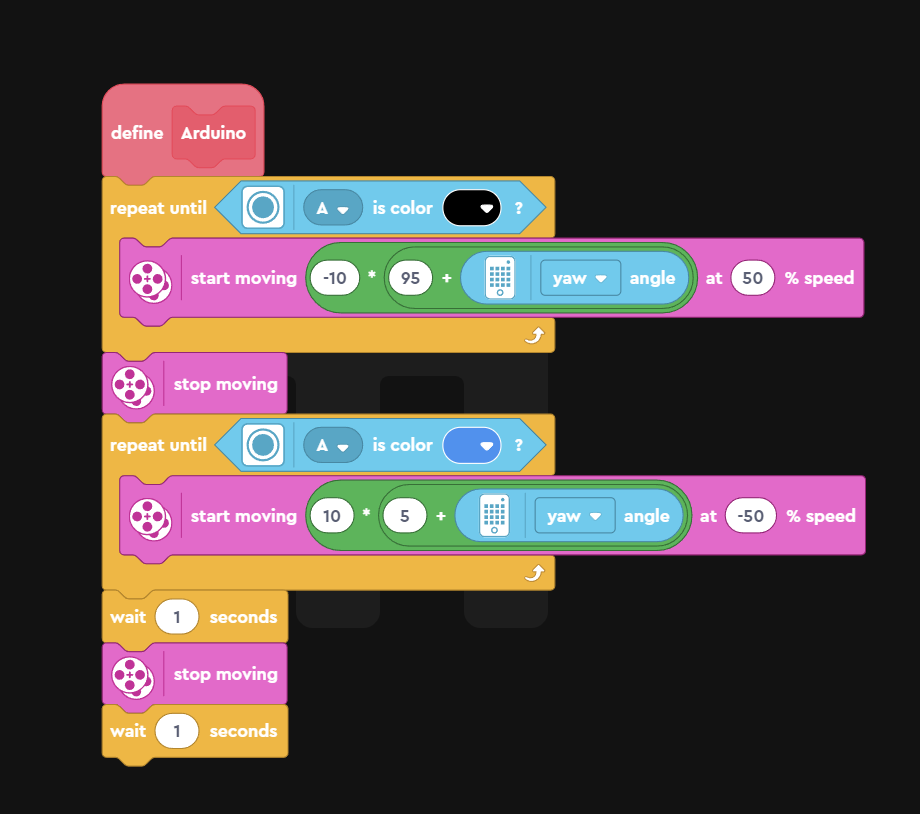 define Arduino
repeat until A is color ?
start moving -10 * 95 + yaw angle at 50 % speed
stop moving
repeat until A is color ?
start moving 10 * 5 + yaw angle at -50 % speed
wait 1 seconds
stop moving
wait 1 seconds